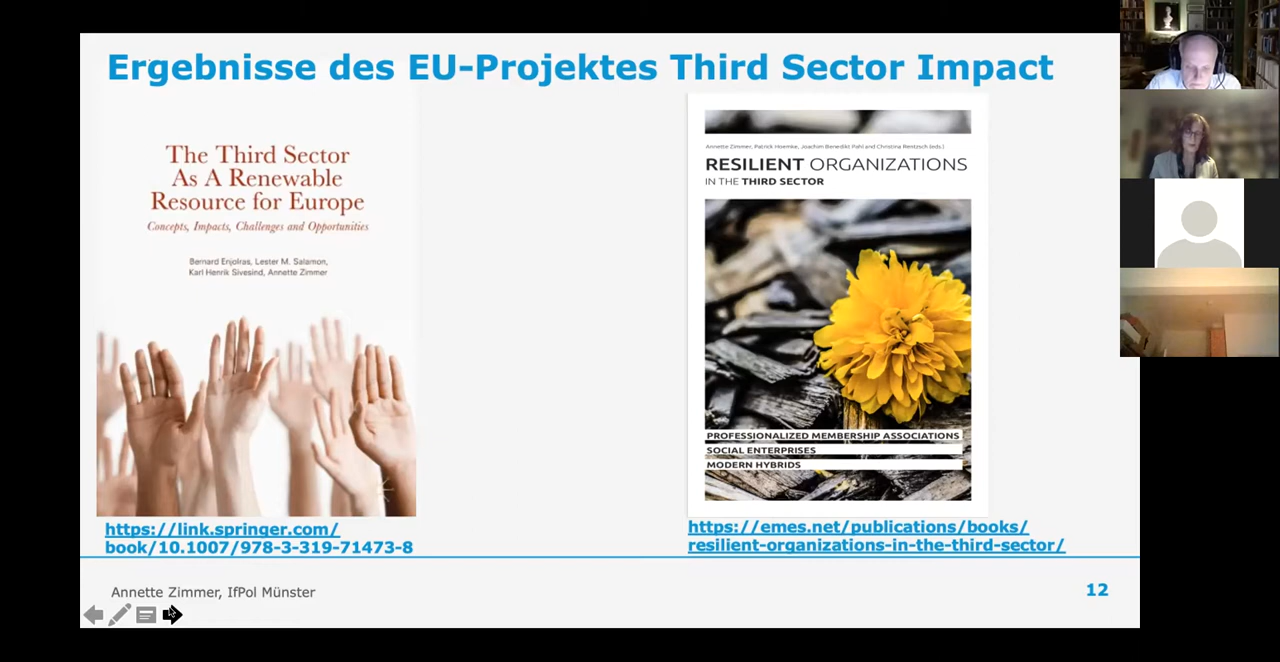 Ergebnisse des EU-Projektes Third Sector Impact
The Third Sector
As A Renewable
Resource for Europe
Concepts, Impacts, Challenges and Opportunities
Bernard Enjolras, Lester M. Salamon,
Karl Henrik Sivesind, Annette Zimmer
https://link.springer.com/
book/10.1007/978-3-319-71473-8
Annette Zimmer, Patrick Hoemke, Joachim Benedikt Pahl and Christina Rentzsch (eds.)
RESILIENT ORGANIZATIONS
IN THE THIRD SECTOR
PROFESSIONALIZED MEMBERSHIP ASSOCIATIONS
SOCIAL ENTERPRISES
MODERN HYBRIDS
https://emes.net/publications/books/
resilient-organizations-in-the-third-sector/
Annette Zimmer, IfPol Münster
12